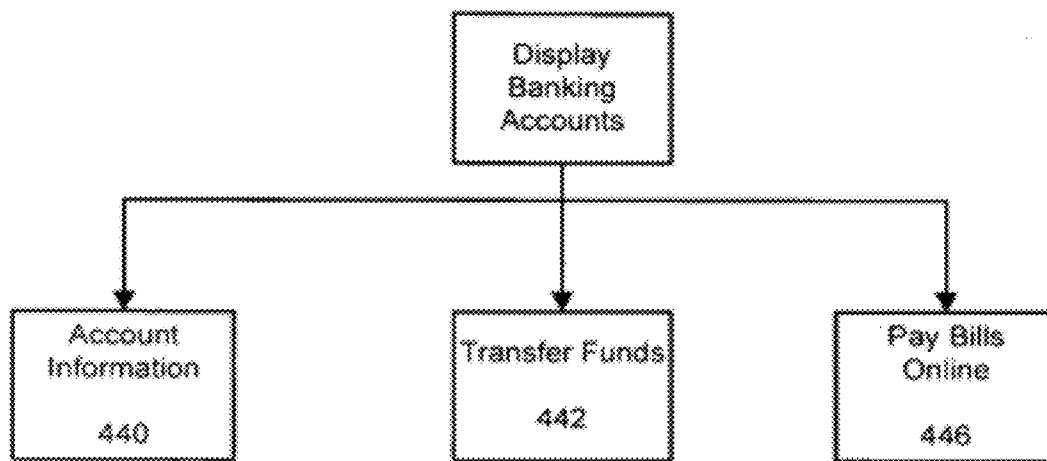 Display
Banking
Accounts
Account
Information
440
Transfer Funds
442
Pay Bills
Online
446